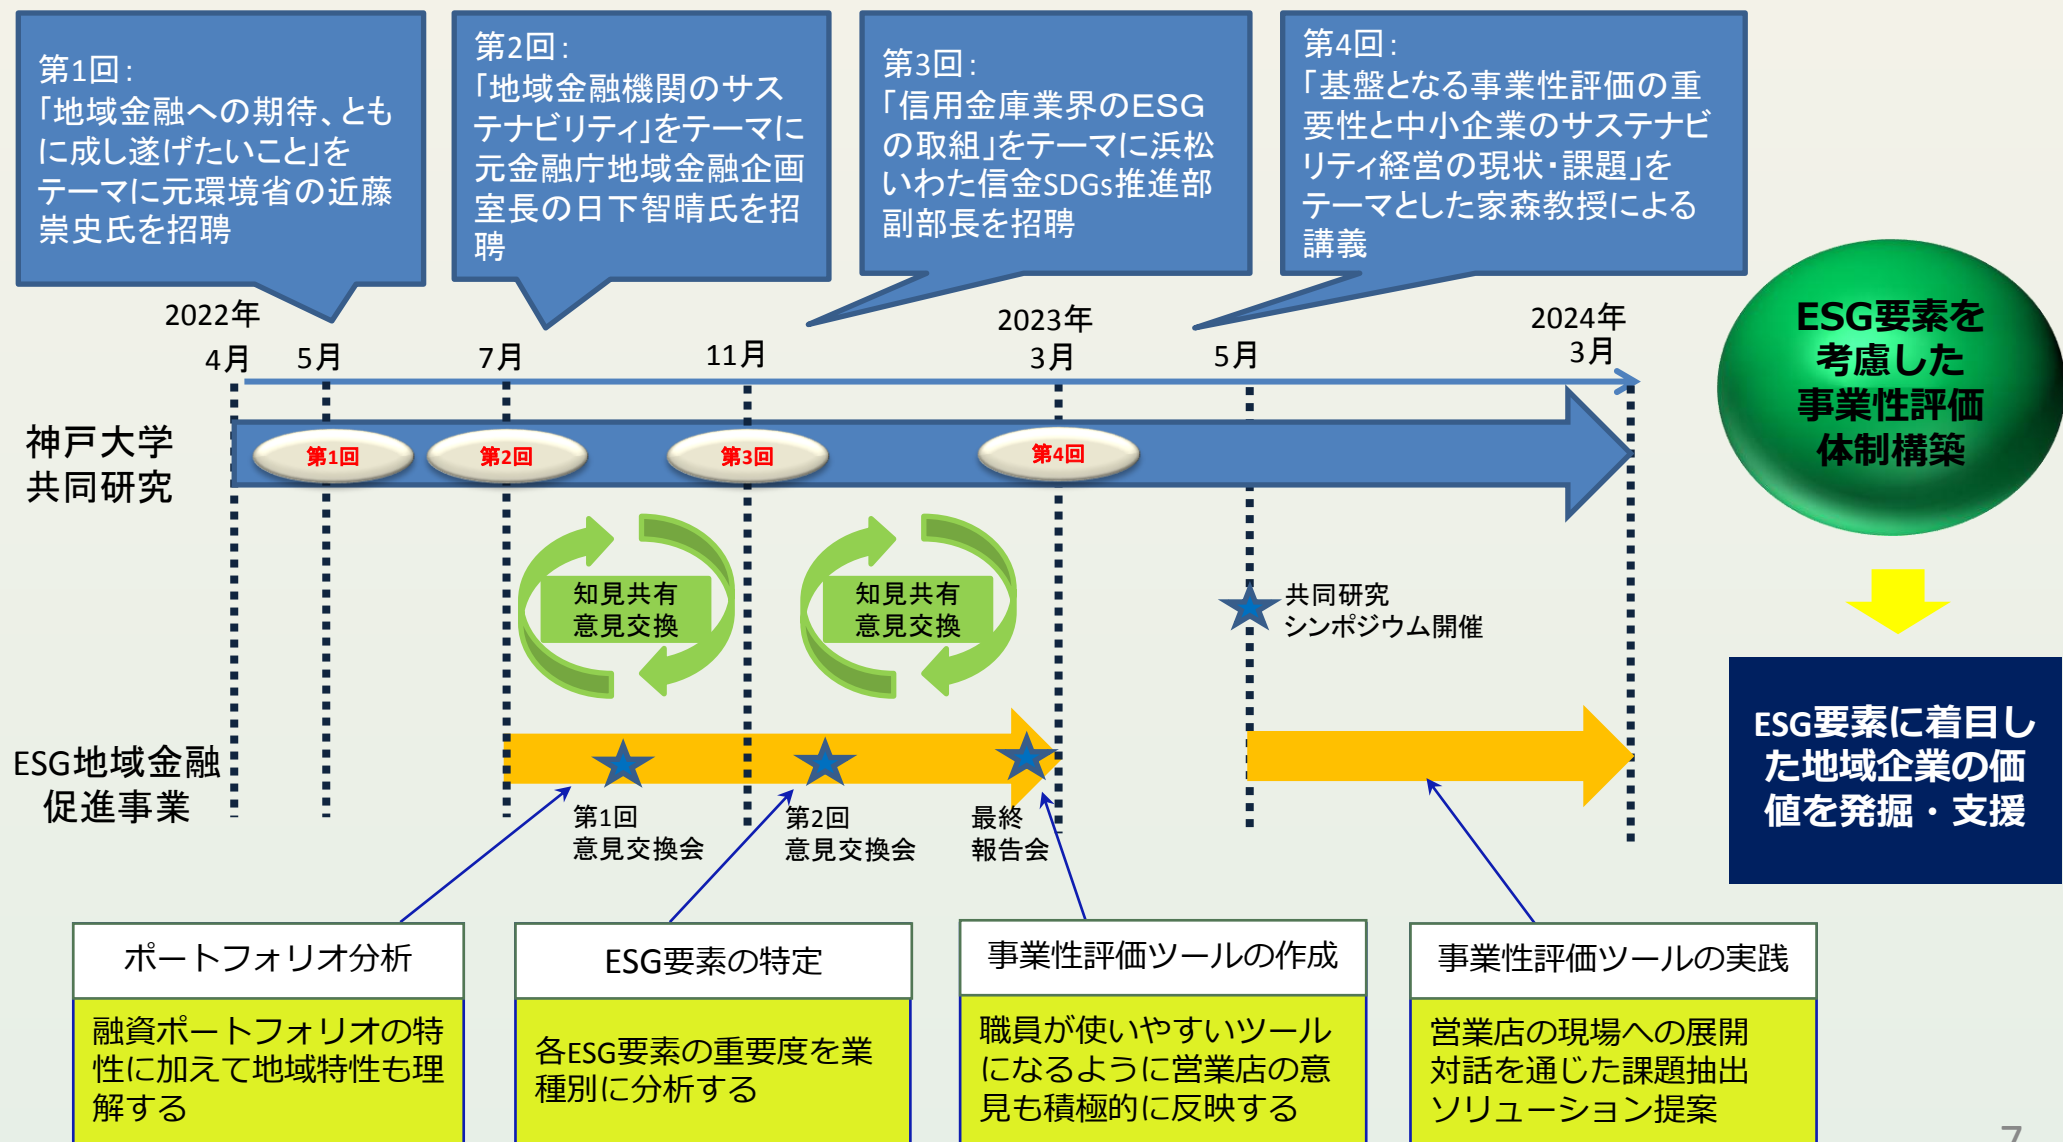 第1回：
「地域金融への期待、とも
に成し遂げたいこと」を
テーマに元環境省の近藤
崇史氏を招聘
第2回：
「地域金融機関のサス
テナビリティ」をテーマに
元金融庁地域金融企画
室長の日下智晴氏を招
聘
第3回：
「信用金庫業界のESG
の取組」をテーマに浜松
いわた信金SDGs推進部
副部長を招聘
第4回：
「基盤となる事業性評価の重
要性と中小企業のサステナビ
リティ経営の現状・課題」を
テーマとした家森教授による
講義
2022年
4月
5月
7月
11月
2023年
3月
5月
2024年
3月
神戸大学
共同研究
第1回
第2回
第3回
第4回
知見共有
意見交換
知見共有
意見交換
共同研究
シンポジウム開催
ESG地域金融
促進事業
第1回
意見交換会
第2回
意見交換会
最終
報告会
ESG要素を
考慮した
事業性評価
体制構築
ESG要素に着目し
た地域企業の価
値を発掘・支援
ポートフォリオ分析
融資ポートフォリオの特
性に加えて地域特性も理
解する
ESG要素の特定
各ESG要素の重要度を業
種別に分析する
事業性評価ツールの作成
職員が使いやすいツール
になるように営業店の意
見も積極的に反映する
事業性評価ツールの実践
営業店の現場への展開
対話を通じた課題抽出
ソリューション提案
7